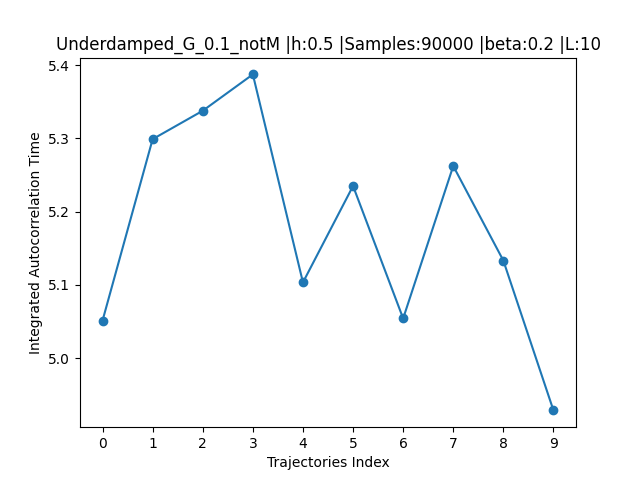 Underdamped_G_0.1_notM |h:0.5 |Samples:90000 |beta:0.2 |L:10
5.4
5.3
5.2
5.1
5.0
Integrated Autocorrelation Time
0 1 2 3 4 5 6 7 8 9
Trajectories Index